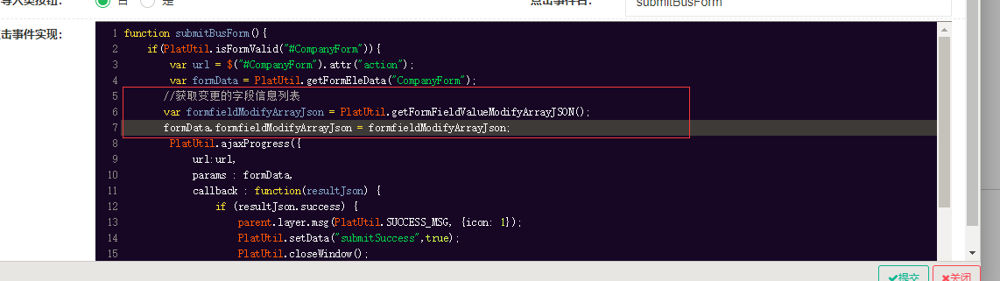 导入类按钮: 否 是 点击事件名: submitBusForm
击事件实现:
1 function submitBusForm(){
2 if(PlatUtil.isFormValid("#CompanyForm")){
3 var url = $("#CompanyForm").attr("action");
4 var formData = PlatUtil.getFormEleData("CompanyForm");
5 //获取变更的字段信息列表
6 var formfieldModifyArrayJson = PlatUtil.getFormFieldValueModifyArrayJSON();
7 formData.formfieldModifyArrayJson = formfieldModifyArrayJson;
8 PlatUtil.ajaxProgress({
9 url:url,
10 params : formData,
11 callback : function(resultJson) {
12 if (resultJson.success) {
13 parent.layer.msg(PlatUtil.SUCCESS_MSG, {icon: 1});
14 PlatUtil.setData("submitSuccess",true);
15 PlatUtil.closeWindow();
✔提交 ✖关闭